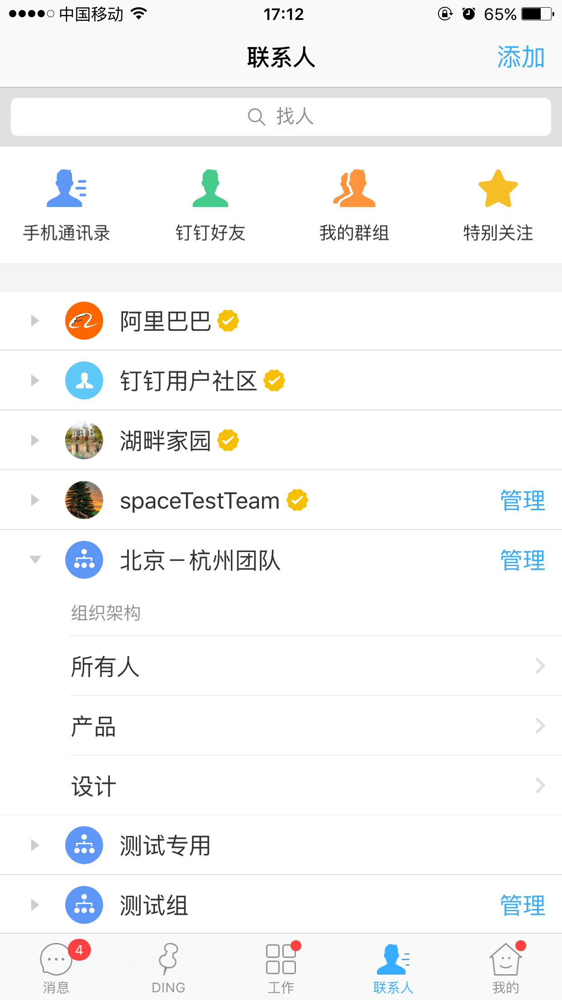 中国移动 17:12 65%
联系人 添加
找人
手机通讯录 钉钉好友 我的群组 特别关注
阿里巴巴
钉钉用户社区
湖畔家园
spaceTestTeam 管理
北京－杭州团队 管理
组织架构
所有人
产品
设计
测试专用
测试组 管理
4
消息 DING 工作 联系人 我的